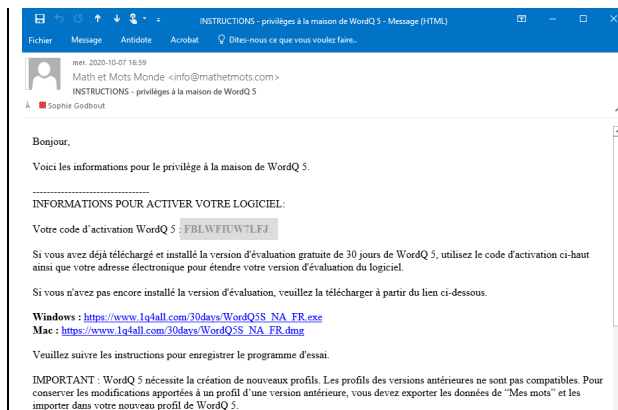 INSTRUCTIONS - privilèges à la maison de WordQ 5 - Message (HTML)
Fichier Message Antidote Acrobat Dites-nous ce que vous voulez faire..
mer. 2020-10-07 16:59
Math et Mots Monde <info@mathetmots.com>
INSTRUCTIONS - privilèges à la maison de WordQ 5
À Sophie Godbout
Bonjour,
Voici les informations pour le privilège à la maison de WordQ 5.
---------------------------------
INFORMATIONS POUR ACTIVER VOTRE LOGICIEL:
Votre code d'activation WordQ 5 : FBLWFIUW7LFJ.
Si vous avez déjà téléchargé et installé la version d'évaluation gratuite de 30 jours de WordQ 5, utilisez le code d'activation ci-haut
ainsi que votre adresse électronique pour étendre votre version d'évaluation du logiciel.
Si vous n'avez pas encore installé la version d'évaluation, veuillez la télécharger à partir du lien ci-dessous.
Windows : https://www.1q4all.com/30days/WordQ5S_NA_FR.exe
Mac : https://www.1q4all.com/30days/WordQ5S_NA_FR.dmg
Veuillez suivre les instructions pour enregistrer le programme d'essai.
IMPORTANT : WordQ 5 nécessite la création de nouveaux profils. Les profils des versions antérieures ne sont pas compatibles. Pour
conserver les modifications apportées à un profil d'une version antérieure, vous devez exporter les données de "Mes mots" et les
importer dans votre nouveau profil de WordQ 5.